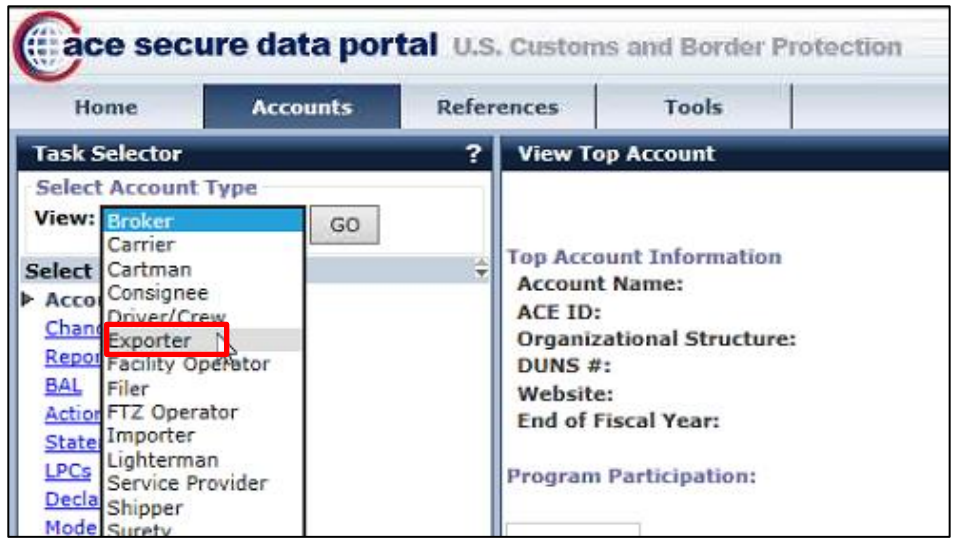 ace secure data portal U.S. Customs and Border Protection
Home Accounts References Tools
Task Selector ?
Select Account Type
View:
Broker
GO
Carrier
Cartman
Consignee
Driver/Crew
Exporter
Facility Operator
Filer
FTZ Operator
Importer
Lighterman
Service Provider
Shipper
Surety
Select
Acco
Chan
Repor
BAL
Action
State
LPCs
Decla
Mode
View Top Account
Top Account Information
Account Name:
ACE ID:
Organizational Structure:
DUNS #:
Website:
End of Fiscal Year:
Program Participation: